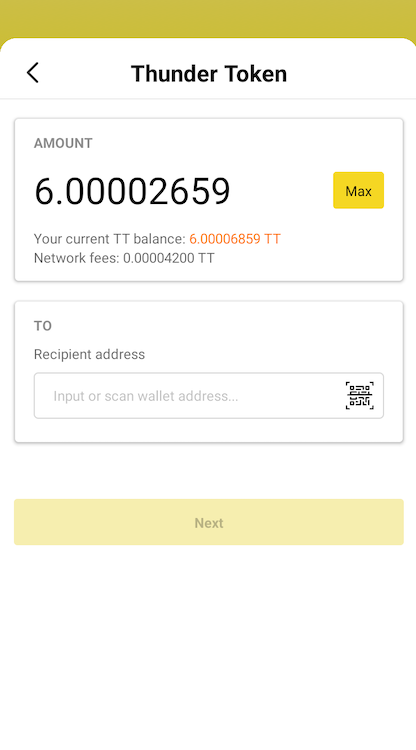 Thunder Token
AMOUNT
6.00002659
Max
Your current TT balance: 6.00006859 TT
Network fees: 0.00004200 TT
TO
Recipient address
Input or scan wallet address...
Next